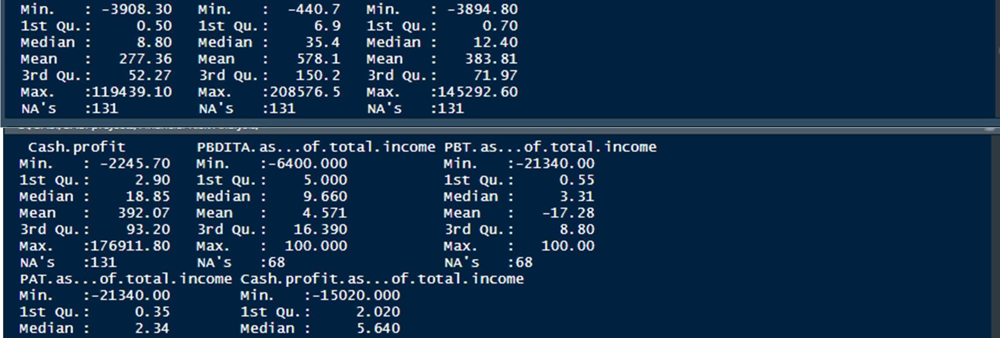 Min.   : -3908.30   Min.   :  -440.7   Min.   : -3894.80
1st Qu.:     0.50   1st Qu.:     6.9   1st Qu.:     0.70
Median :     8.80   Median :    35.4   Median :    12.40
Mean   :   277.36   Mean   :   578.1   Mean   :   383.81
3rd Qu.:    52.27   3rd Qu.:   150.2   3rd Qu.:    71.97
Max.   :119439.10   Max.   :208576.5   Max.   :145292.60
NA's   :131         NA's   :131        NA's   :131
Cash.profit        PBDITA.as...of.total.income PBT.as...of.total.income
Min.   : -2245.70   Min.   :-6400.000           Min.   :-21340.00
1st Qu.:     2.90   1st Qu.:    5.000           1st Qu.:     0.55
Median :    18.85   Median :    9.660           Median :     3.31
Mean   :   392.07   Mean   :    4.571           Mean   :   -17.28
3rd Qu.:    93.20   3rd Qu.:   16.390           3rd Qu.:     8.80
Max.   :176911.80   Max.   :  100.000           Max.   :   100.00
NA's   :131         NA's   :68                  NA's   :68
PAT.as...of.total.income Cash.profit.as...of.total.income
Min.   :-21340.00        Min.   :-15020.000
1st Qu.:     0.35        1st Qu.:     2.020
Median :     2.34        Median :     5.640